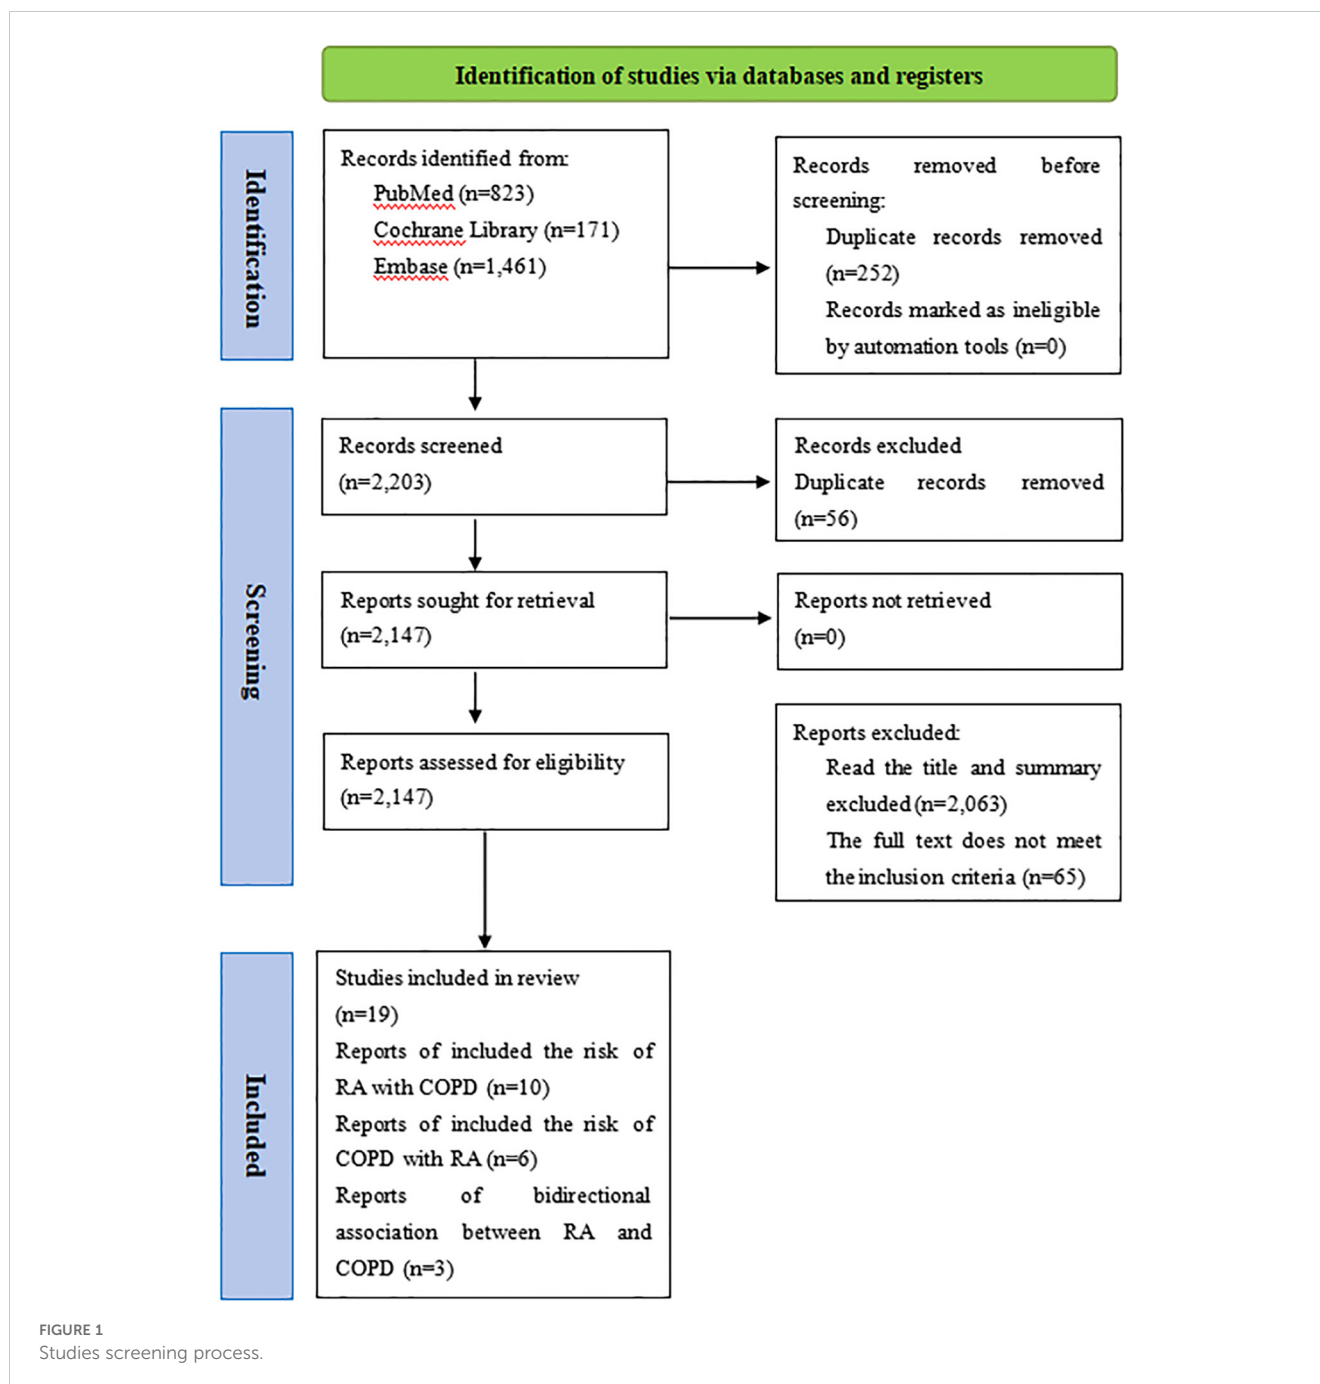 Identification of studies via databases and registers
Identification
Records identified from:
PubMed (n=823)
Cochrane Library (n=171)
Embase (n=1,461)
Records removed before
screening:
Duplicate records removed
(n=252)
Records marked as ineligible
by automation tools (n=0)
Screening
Records screened
(n=2,203)
Records excluded
Duplicate records removed
(n=56)
Reports sought for retrieval
(n=2,147)
Reports not retrieved
(n=0)
Reports assessed for eligibility
(n=2,147)
Reports excluded:
Read the title and summary
excluded (n=2,063)
The full text does not meet
the inclusion criteria (n=65)
Included
Studies included in review
(n=19)
Reports of included the risk of
RA with COPD (n=10)
Reports of included the risk of
COPD with RA (n=6)
Reports of bidirectional
association between RA and
COPD (n=3)
FIGURE 1
Studies screening process.